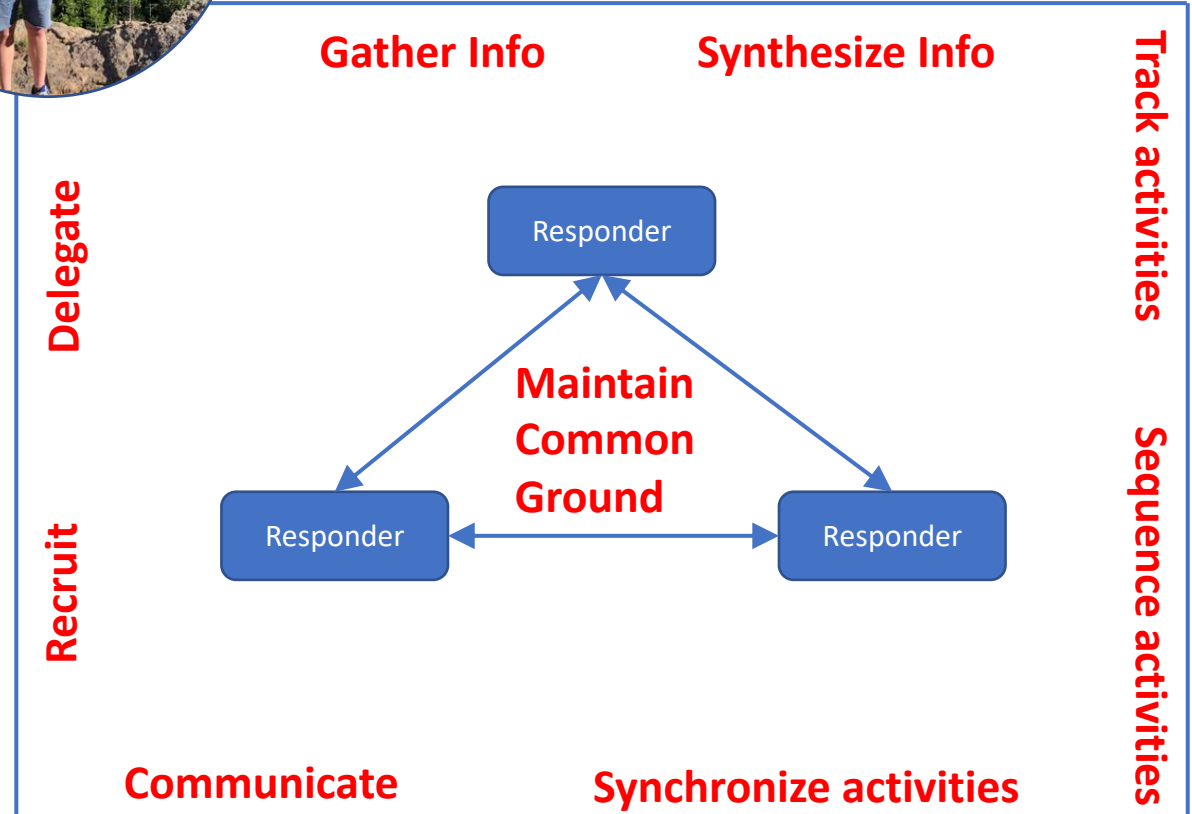 Gather Info
Synthesize Info
Track activities
Delegate
Responder
Maintain
Common
Ground
Responder
Responder
Recruit
Sequence activities
Communicate
Synchronize activities